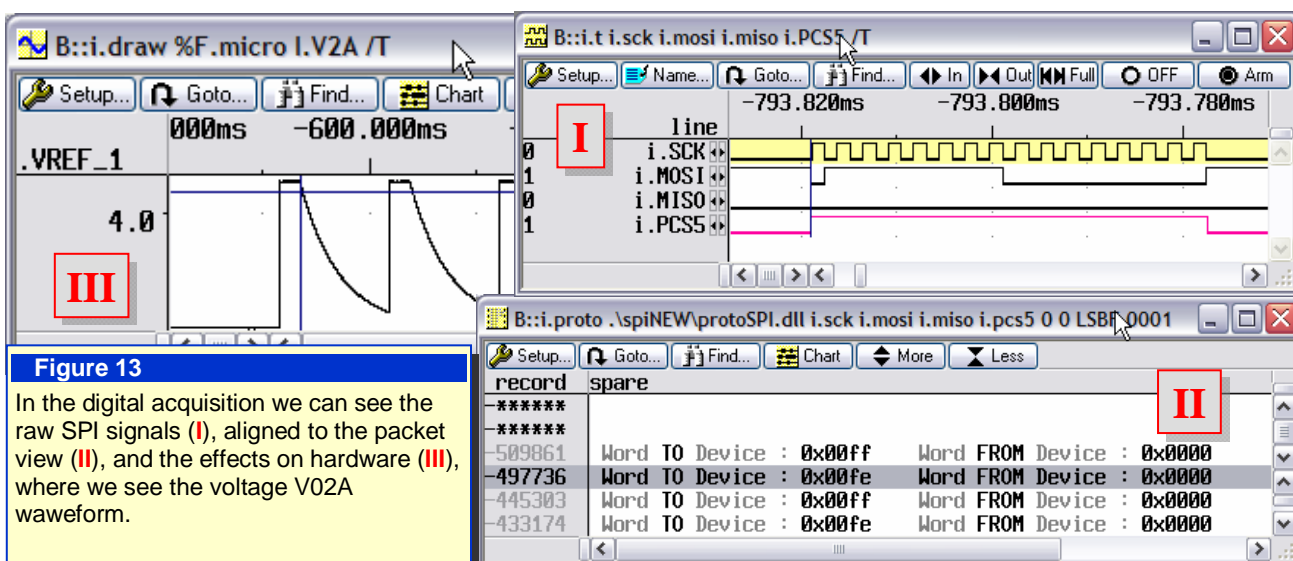 B::i.draw %F.micro I.V2A /T
Setup... Goto... Find... Chart
000ms -600.000ms
.VREF_1
4.0
III
B::i.t i.sck i.mosi i.miso i.PCS5 /T
Setup... Name... Goto... Find... In Out Full OFF Arm
-793.820ms -793.800ms -793.780ms
line
I
0 i.SCK
1 i.MOSI
0 i.MISO
1 i.PCS5
B::i.proto .\spiNEW\protoSPI.dll i.sck i.mosi i.miso i.pcs5 0 0 0001
Setup... Goto... Find... Chart More Less
record spare
II
-******
-******
-509861 Word TO Device : 0x00ff Word FROM Device : 0x0000
-497736 Word TO Device : 0x00fe Word FROM Device : 0x0000
-445303 Word TO Device : 0x00ff Word FROM Device : 0x0000
-433174 Word TO Device : 0x00fe Word FROM Device : 0x0000
Figure 13
In the digital acquisition we can see the
raw SPI signals (I), aligned to the packet
view (II), and the effects on hardware (III),
where we see the voltage V02A
waweform.